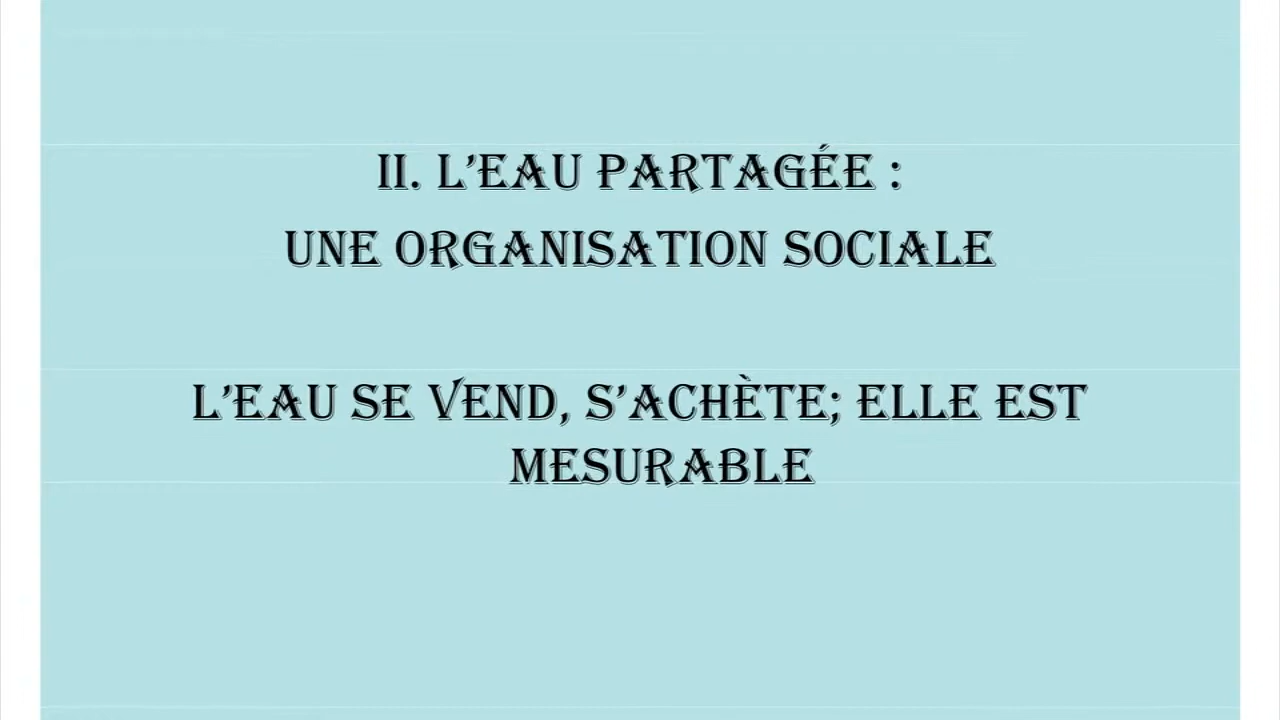 II. L’EAU PARTAGÉE :
UNE ORGANISATION SOCIALE
L’EAU SE VEND, S’ACHÈTE; ELLE EST
MESURABLE